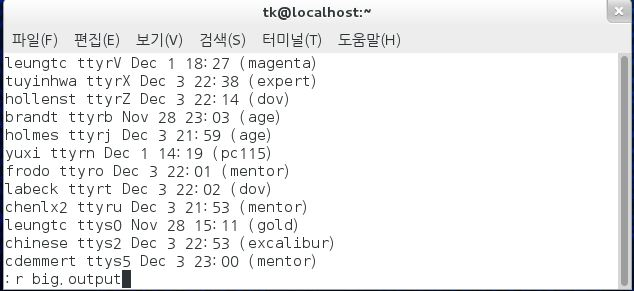 tk@localhost:~
파일(F) 편집(E) 보기(V) 검색(S) 터미널(T) 도움말(H)
leungtc ttyrV Dec 1 18:27 (magenta)
tuyinhwa ttyrX Dec 3 22:38 (expert)
hollenst ttyrZ Dec 3 22:14 (dov)
brandt ttyrb Nov 28 23:03 (age)
holmes ttyrj Dec 3 21:59 (age)
yuxi ttyrn Dec 1 14:19 (pc115)
frodo ttyro Dec 3 22:01 (mentor)
labeck ttyrt Dec 3 22:02 (dov)
chenlx2 ttyru Dec 3 21:53 (mentor)
leungtc ttys0 Nov 28 15:11 (gold)
chinese ttys2 Dec 3 22:53 (excalibur)
cdemmert ttys5 Dec 3 23:00 (mentor)
:r big.output